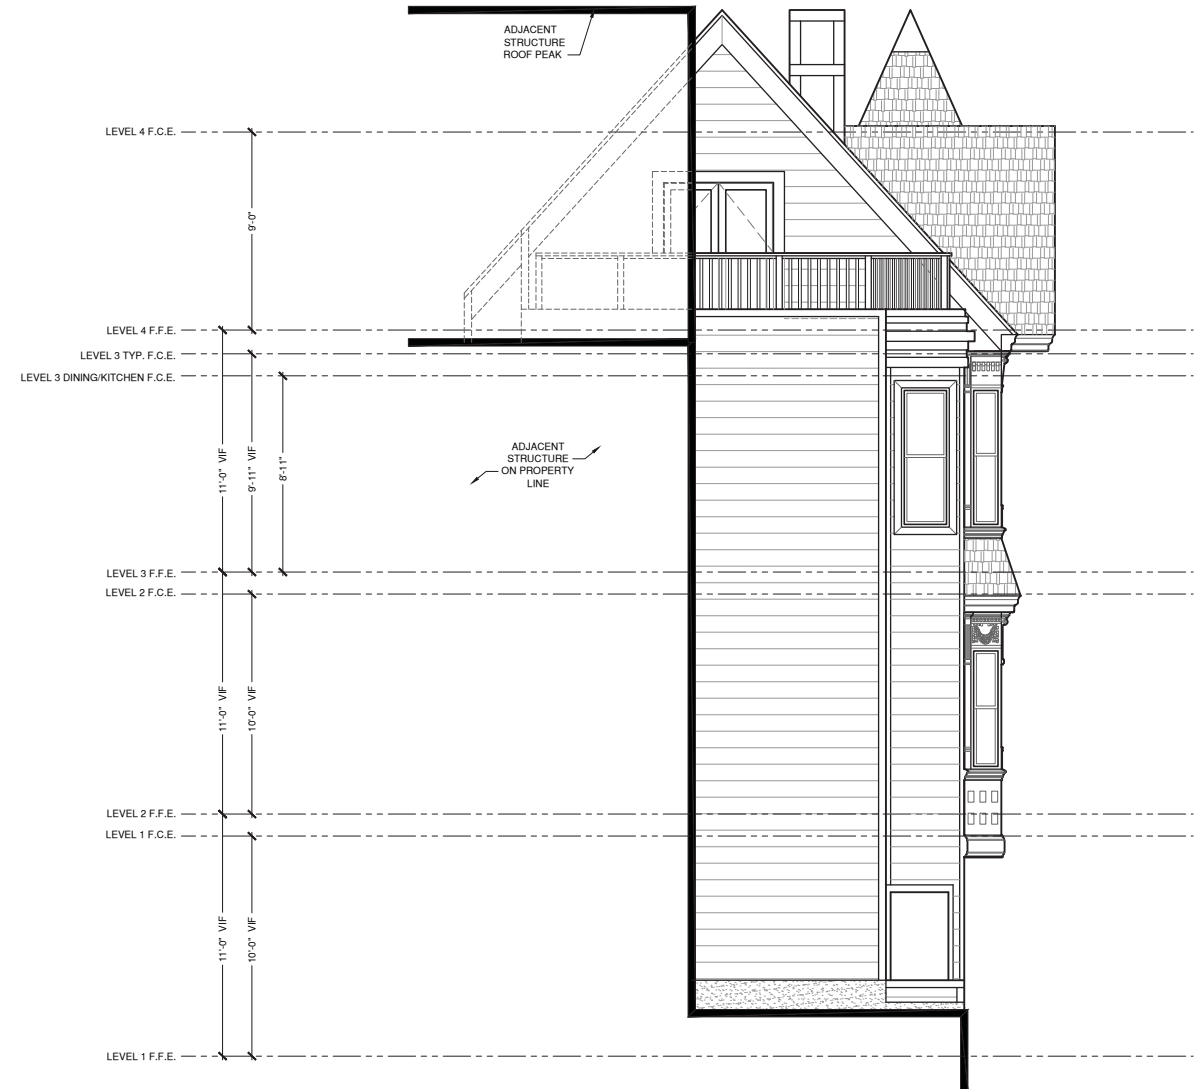 ADJACENT
STRUCTURE
ROOF PEAK
LEVEL 4 F.C.E.
9'-0"
LEVEL 4 F.F.E.
LEVEL 3 TYP. F.C.E.
LEVEL 3 DINING/KITCHEN F.C.E.
11'-0" VIF
9'-11" VIF
8'-11"
ADJACENT
STRUCTURE
ON PROPERTY
LINE
LEVEL 3 F.F.E.
LEVEL 2 F.C.E.
11'-0" VIF
10'-0" VIF
LEVEL 2 F.F.E.
LEVEL 1 F.C.E.
11'-0" VIF
10'-0" VIF
LEVEL 1 F.F.E.